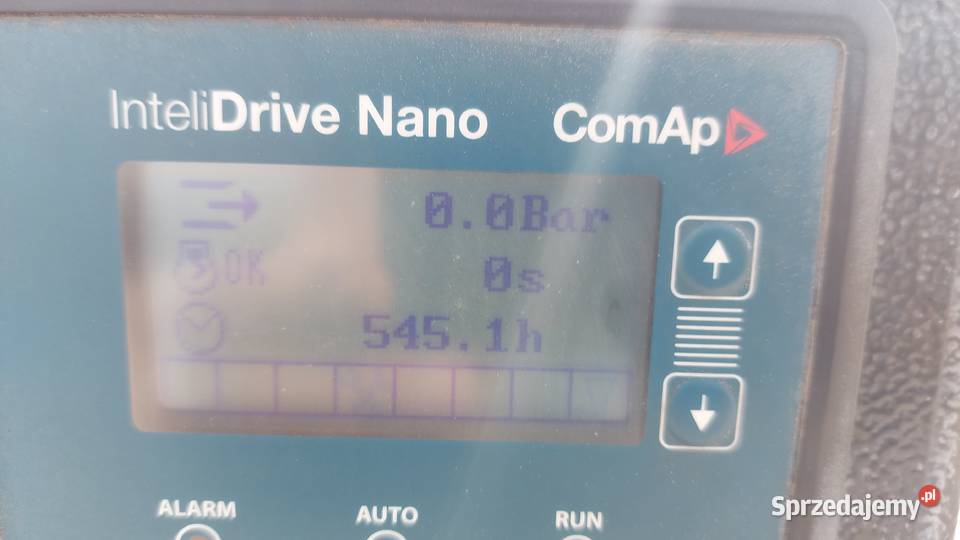 InteliDrive Nano
ComAp
0.0Bar
OK 0s
545.1h
ALARM
AUTO
RUN
Sprzedajemy.pl